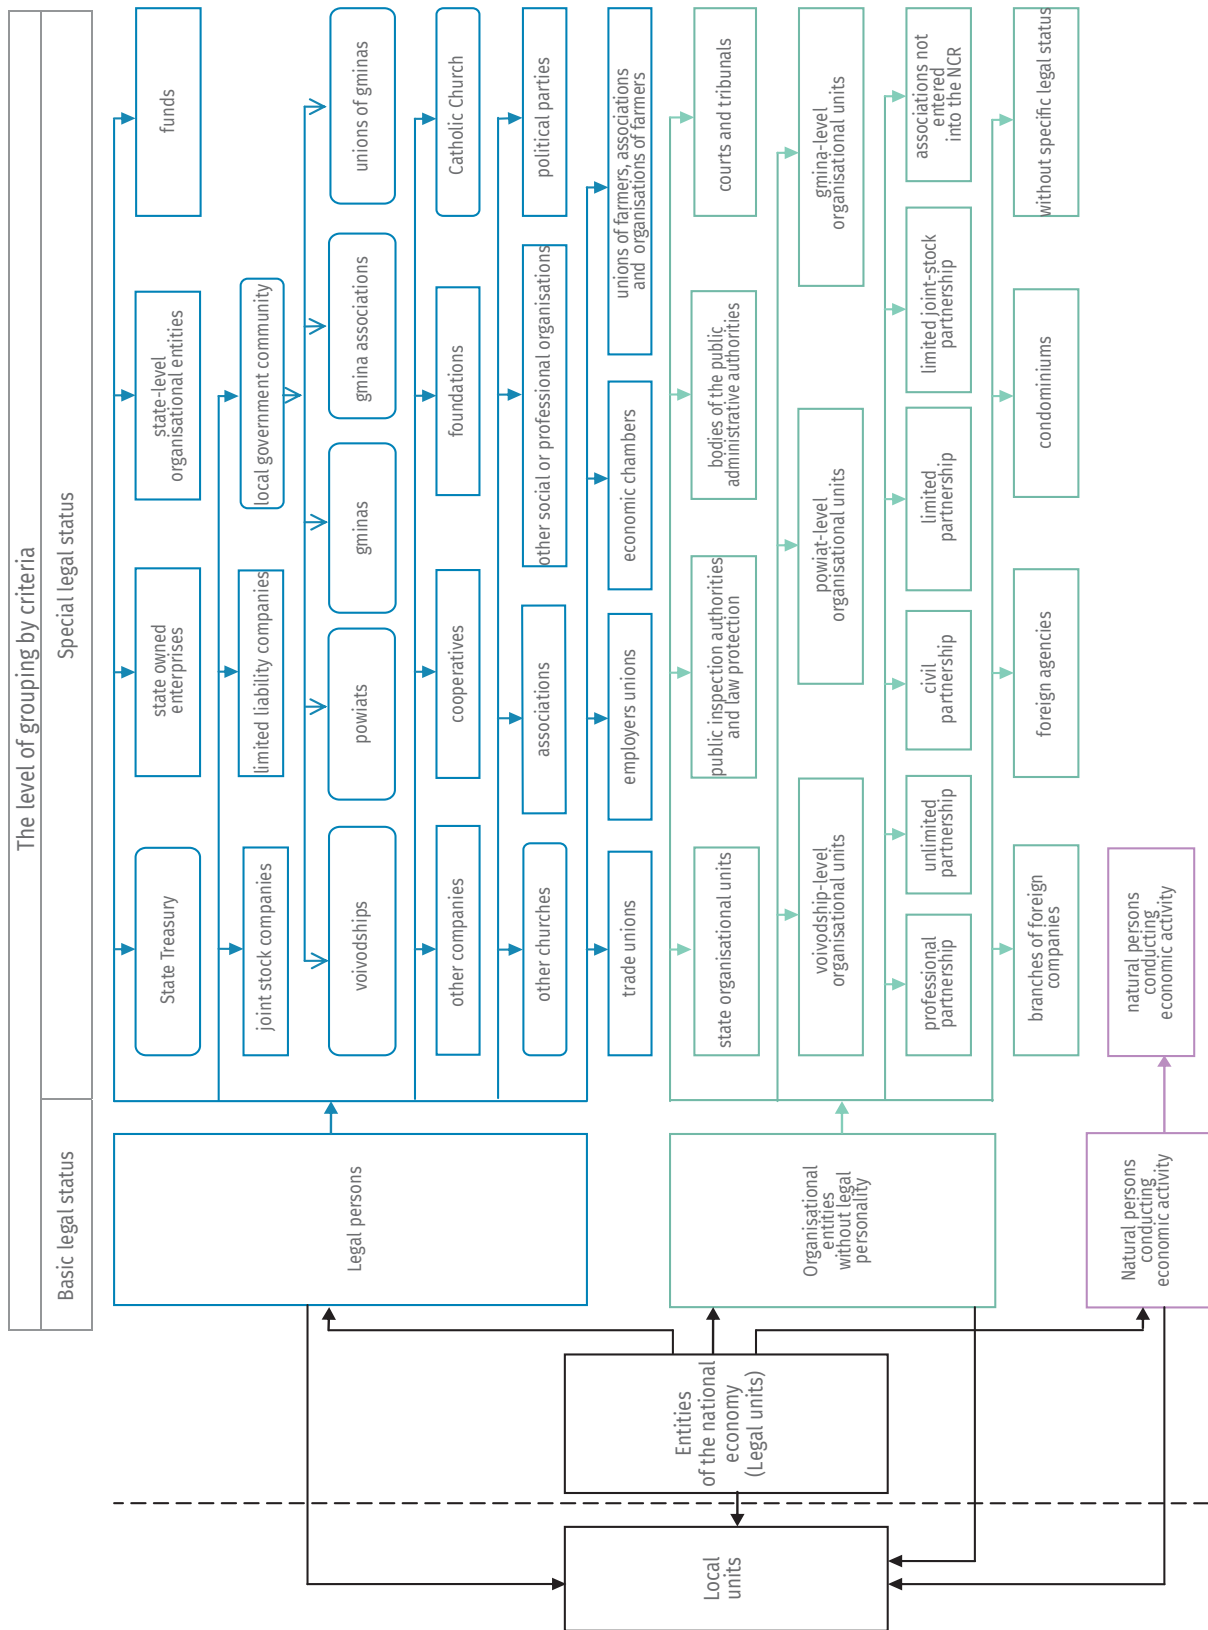 The level of grouping by criteria
Basic legal status
Special legal status
Local
units
Entities
of the national
economy
(Legal units)
Legal persons
State Treasury
state owned
enterprises
state-level
organisational entities
funds
joint stock companies
limited liability companies
local government community
voivodships
powiats
gminas
gmina associations
unions of gminas
other companies
cooperatives
foundations
Catholic Church
other churches
associations
other social or professional organisations
political parties
trade unions
employers unions
economic chambers
unions of farmers, associations
and organisations of farmers
Organisational
entities
without legal
personality
state organisational units
public inspection authorities
and law protection
bodies of the public
administrative authorities
courts and tribunals
voivodship-level
organisational units
powiat-level
organisational units
gmina-level
organisational units
professional
partnership
unlimited
partnership
civil
partnership
limited
partnership
limited joint-stock
partnership
associations not
entered
into the NCR
branches of foreign
companies
foreign agencies
condominiums
without specific legal status
Natural persons
conducting
economic activity
natural persons
conducting
economic activity